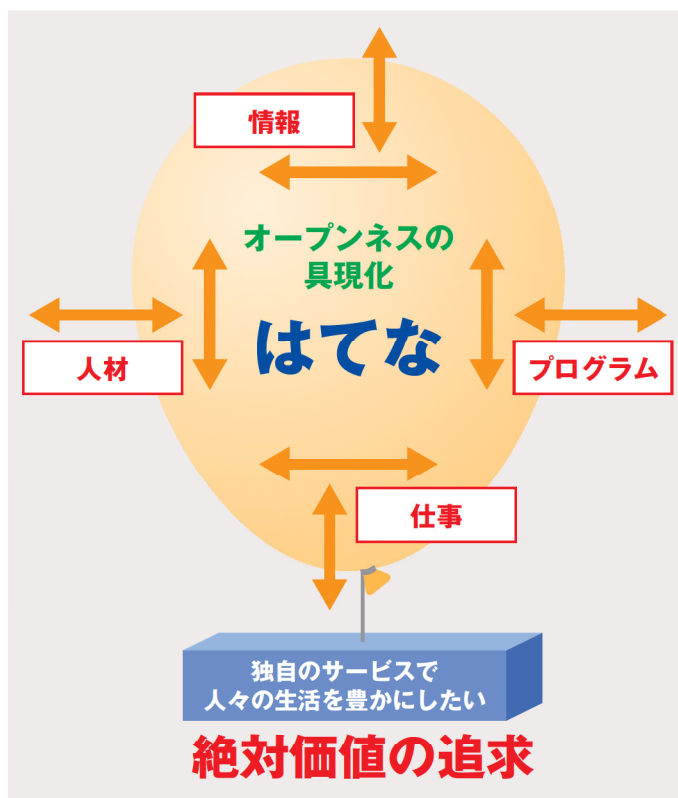 情報
オープンネスの
具現化
はてな
人材
プログラム
仕事
独自のサービスで
人々の生活を豊かにしたい
絶対価値の追求